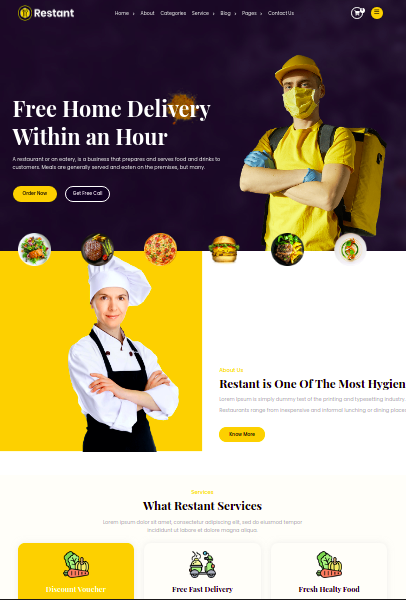 Restant
Home About Categories Service Blog Pages Contact Us
Free Home Delivery
Within an Hour
A restaurant or an eatery, is a business that prepares and serves food and drinks to
customers. Meals are generally served and eaten on the premises, but many.
Order Now
Get Free Call
About Us
Restant is One Of The Most Hygien
Lorem Ipsum is simply dummy text of the printing and typesetting industry.
Restaurants range from inexpensive and informal lunching or dining places
Know More
Services
What Restant Services
Lorem ipsum dolor sit amet, consectetur adipiscing elit, sed do eiusmod tempor
incididunt ut labore et dolore magna aliqua.
Discount Voucher
Free Fast Delivery
Fresh Healty Food